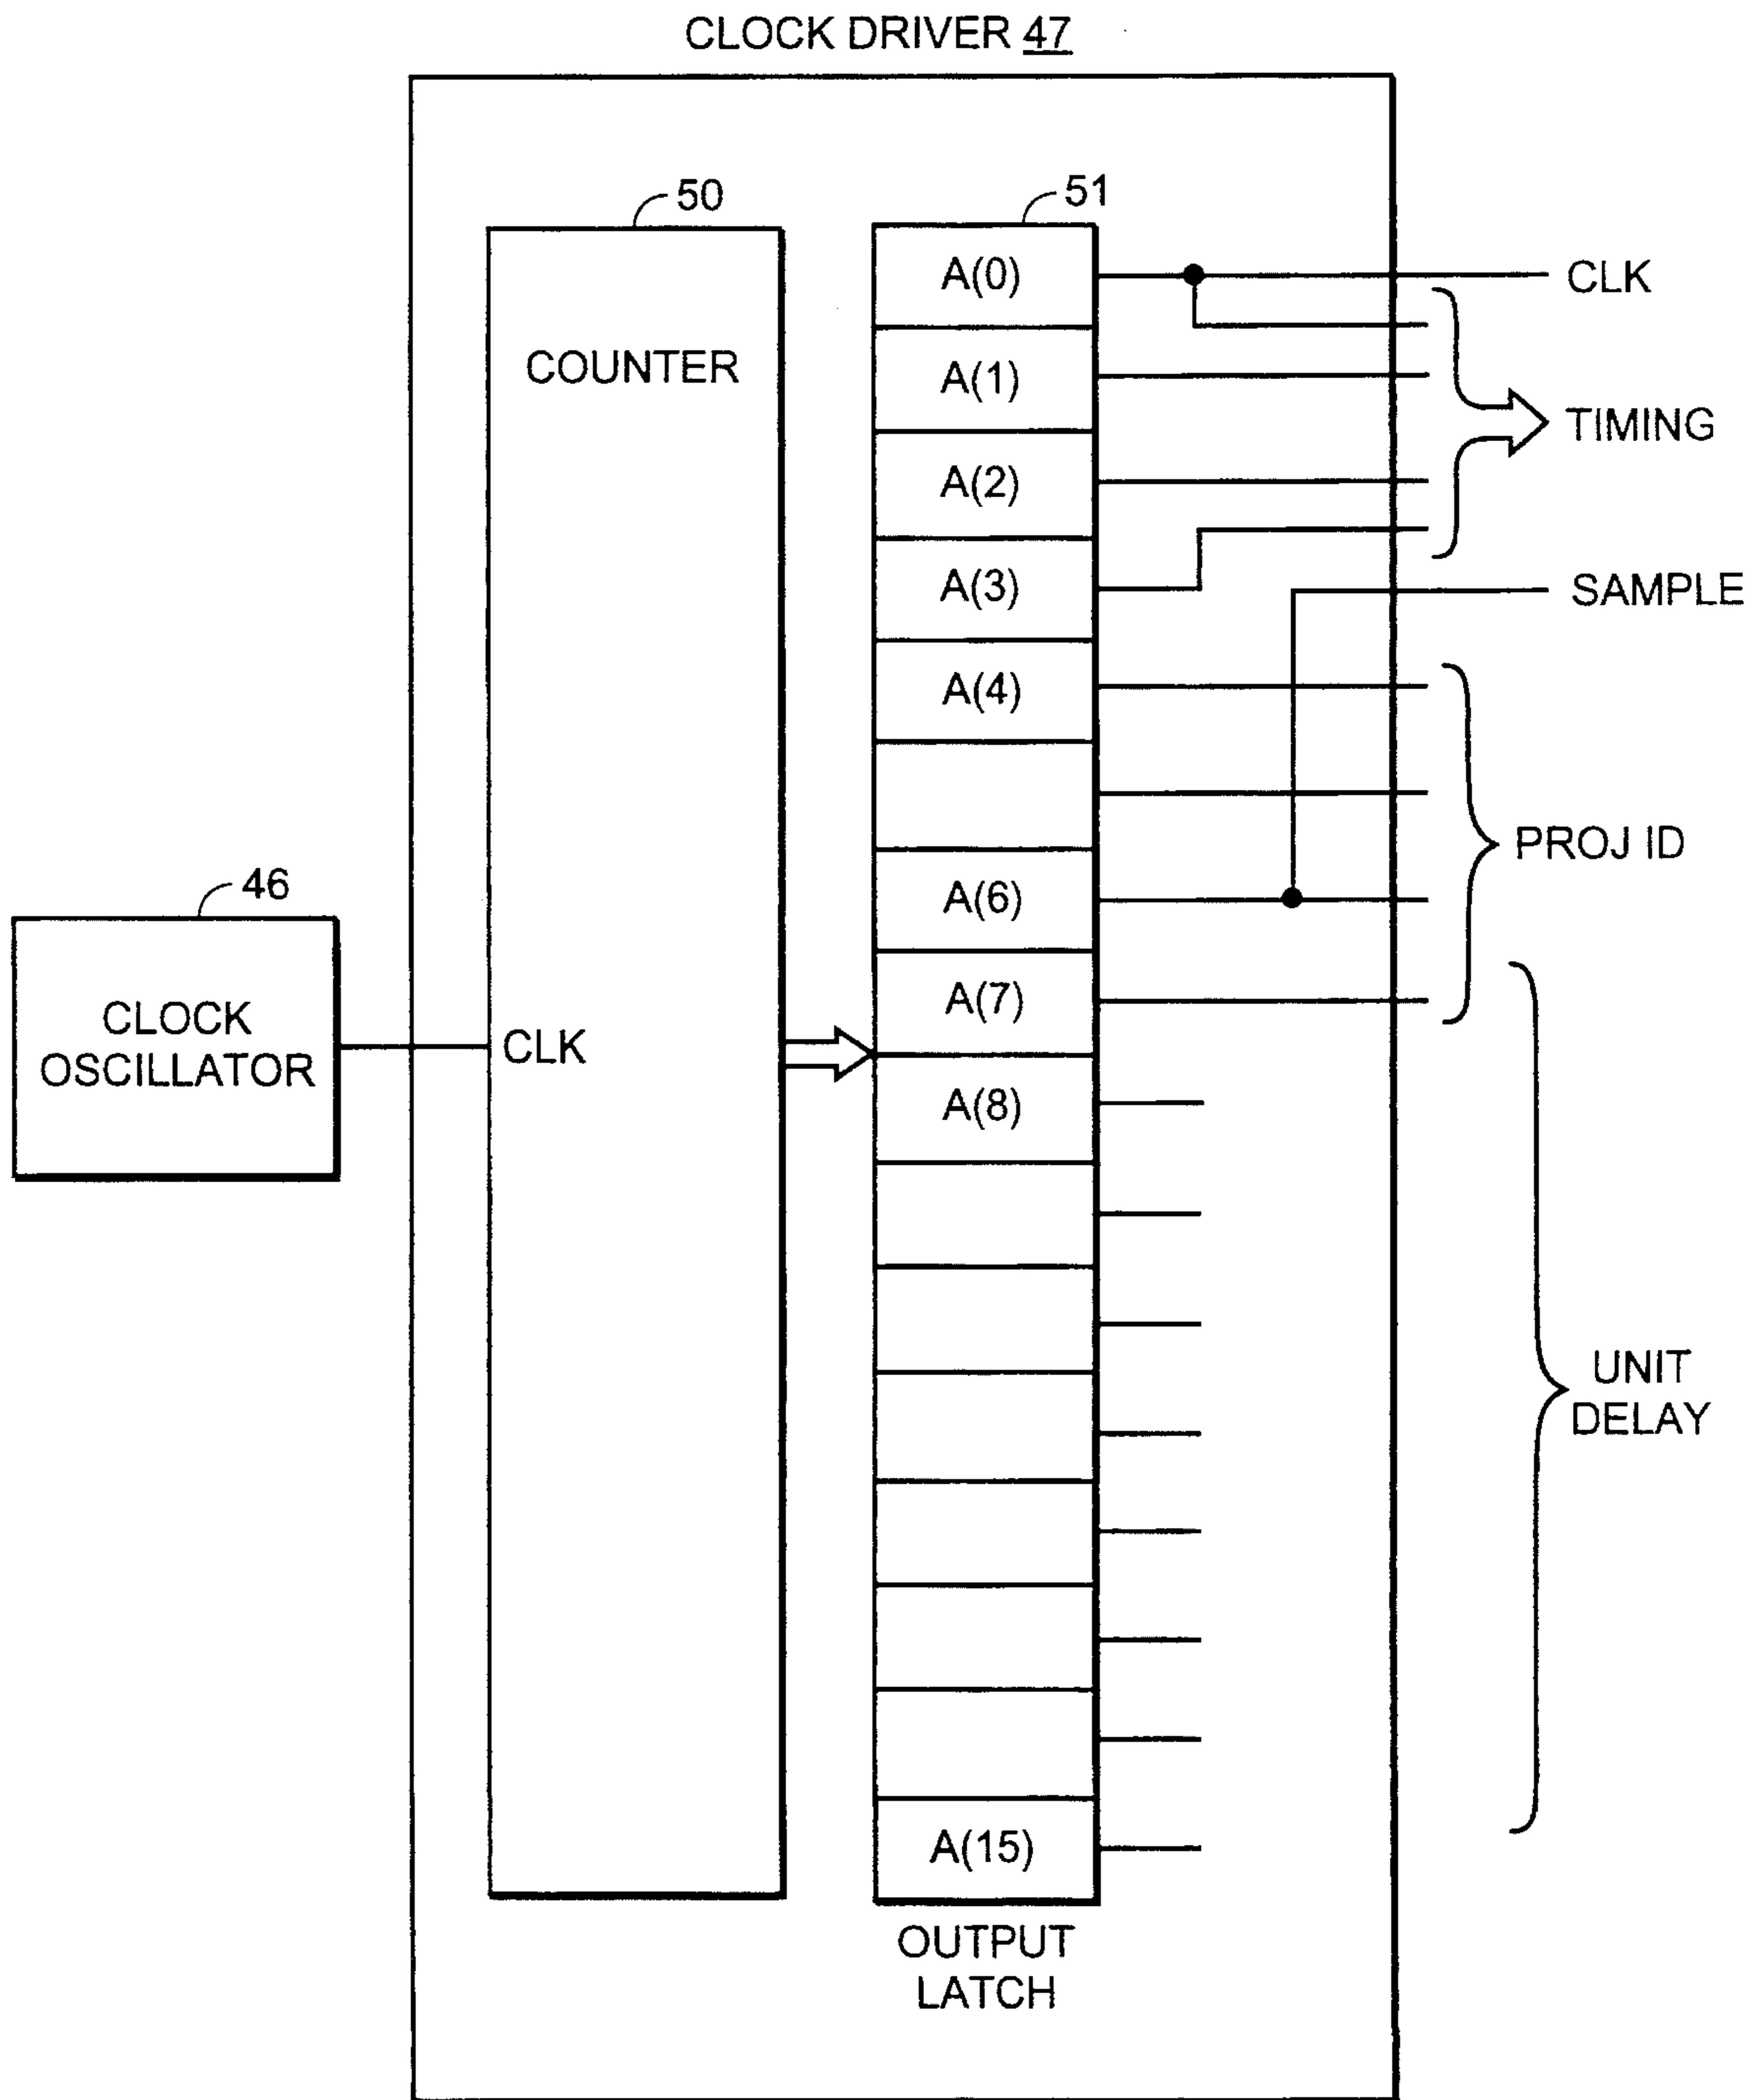 CLOCK DRIVER 47
50
51
COUNTER
A(0)
A(1)
A(2)
A(3)
A(4)
A(6)
A(7)
A(8)
A(15)
OUTPUT
LATCH
CLK
TIMING
SAMPLE
PROJ ID
UNIT
DELAY
46
CLOCK
OSCILLATOR
CLK